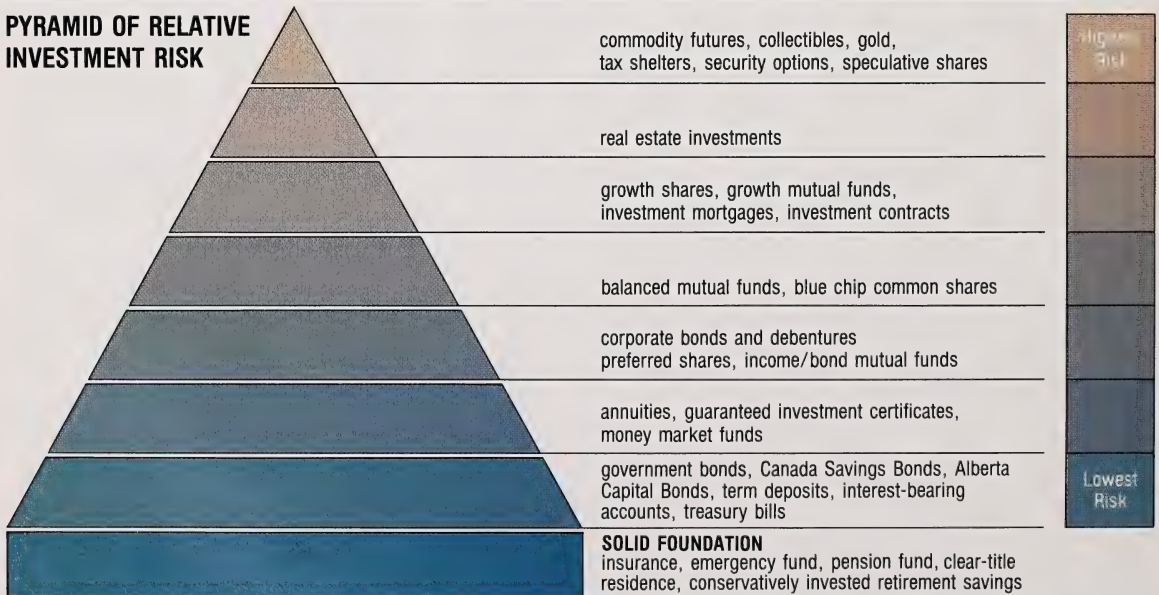 PYRAMID OF RELATIVE
INVESTMENT RISK
commodity futures, collectibles, gold,
tax shelters, security options, speculative shares
Highest
Risk
real estate investments
growth shares, growth mutual funds,
investment mortgages, investment contracts
balanced mutual funds, blue chip common shares
corporate bonds and debentures
preferred shares, income/bond mutual funds
annuities, guaranteed investment certificates,
money market funds
government bonds, Canada Savings Bonds, Alberta
Capital Bonds, term deposits, interest-bearing
accounts, treasury bills
Lowest
Risk
SOLID FOUNDATION
insurance, emergency fund, pension fund, clear-title
residence, conservatively invested retirement savings